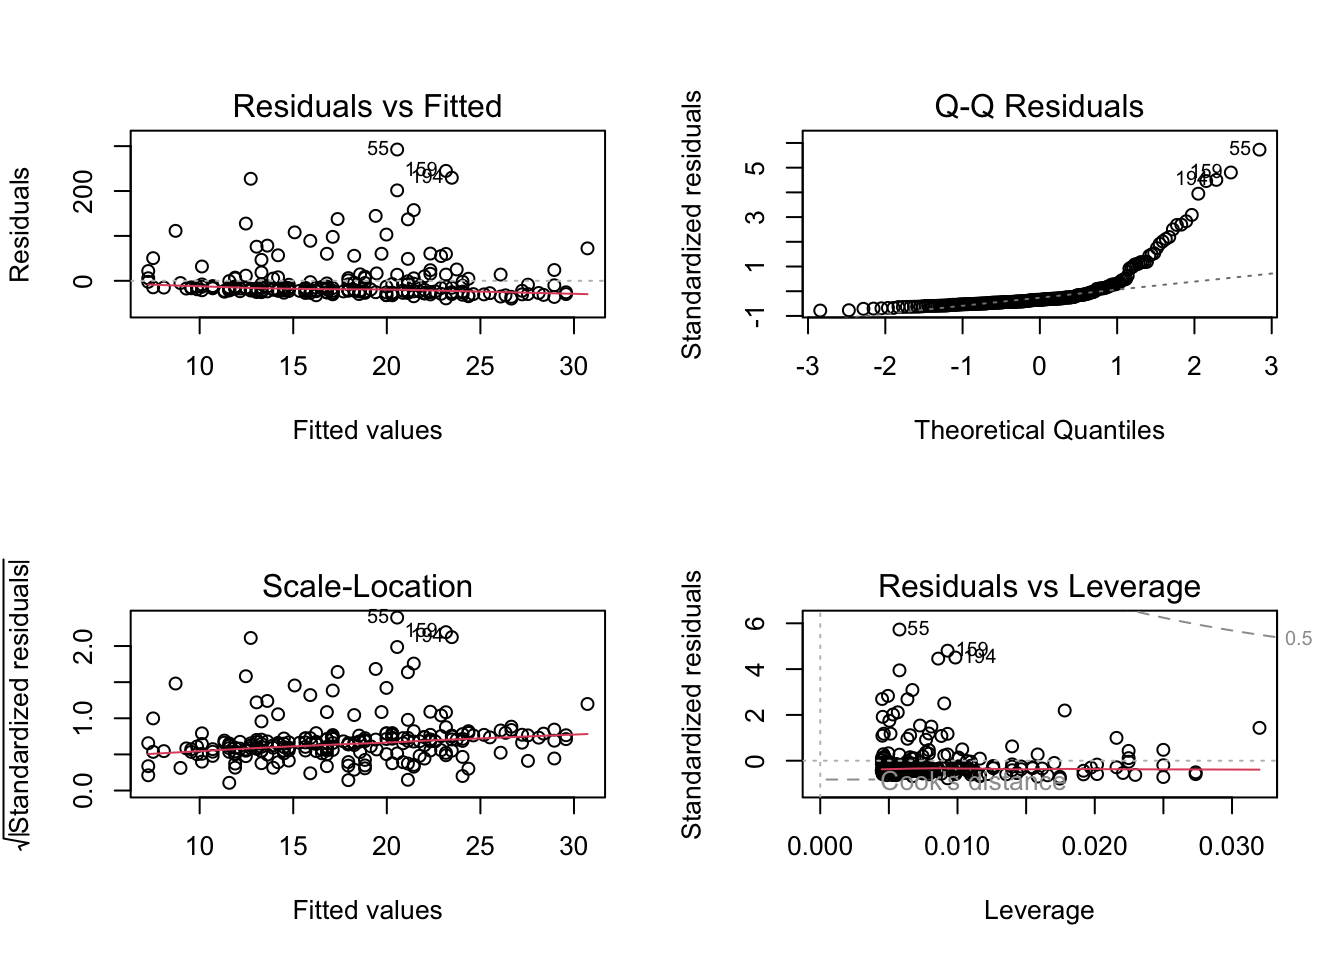 Residuals vs Fitted
Residuals
200
0
55
159
194
10 15 20 25 30
Fitted values
Q-Q Residuals
Standardized residuals
5
3
1
-1
55
159
194
-3 -2 -1 0 1 2 3
Theoretical Quantiles
Scale-Location
√|Standardized residuals|
2.0
1.0
0.0
55
159
194
10 15 20 25 30
Fitted values
Residuals vs Leverage
Standardized residuals
6
4
2
0
55
159
194
0.5
Cook's distance
0.000 0.010 0.020 0.030
Leverage